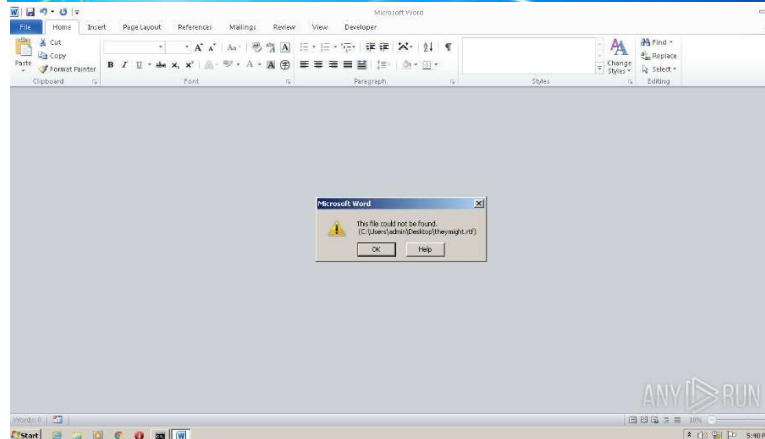 Microsoft Word
File Home Insert Page Layout References Mailings Review View Developer
Cut
Copy
Format Painter
Paste
Change Styles
Find
Replace
Select
Clipboard Font Paragraph Styles Editing
Microsoft Word
This file could not be found.
(C:\Users\admin\Desktop\theymight.rtf)
OK Help
ANY RUN
Words: 0
10%
Start
5:40 P